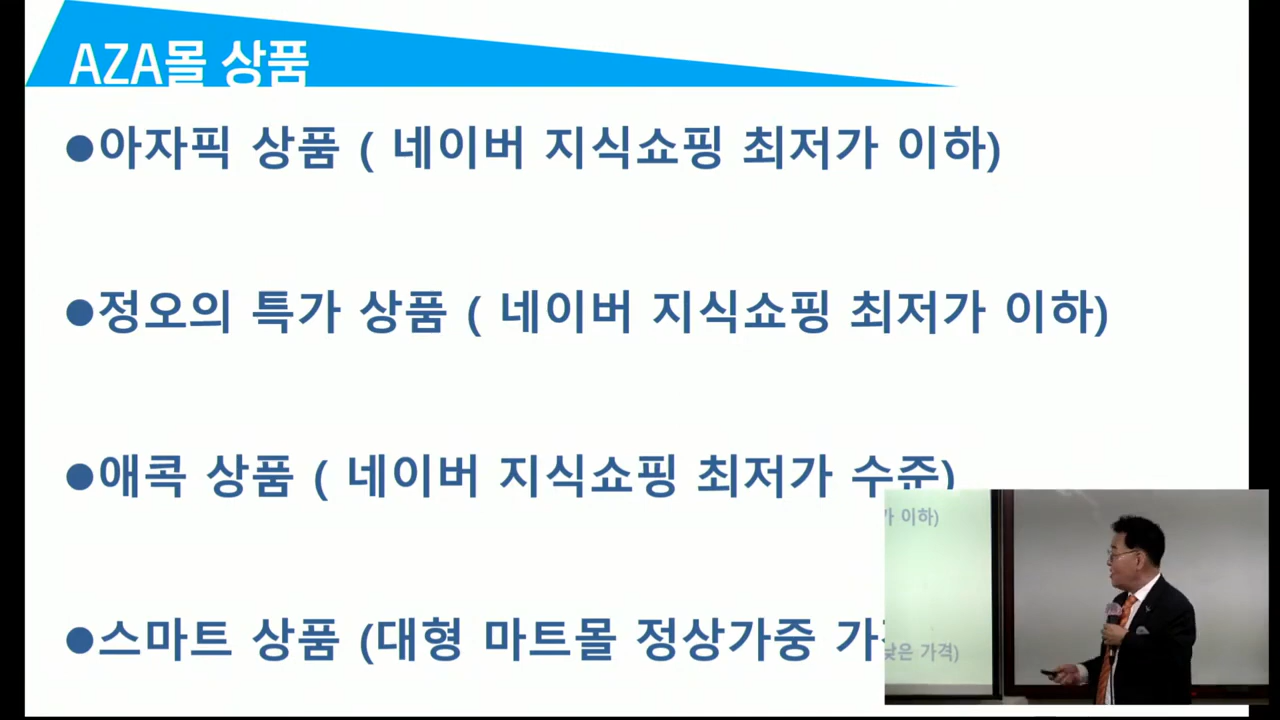 AZA몰 상품
●아자픽 상품 ( 네이버 지식쇼핑 최저가 이하)
●정오의 특가 상품 ( 네이버 지식쇼핑 최저가 이하)
●애콕 상품 ( 네이버 지식쇼핑 최저가 수준)
가 이하)
●스마트 상품 (대형 마트몰 정상가중 가
낮은 가격)